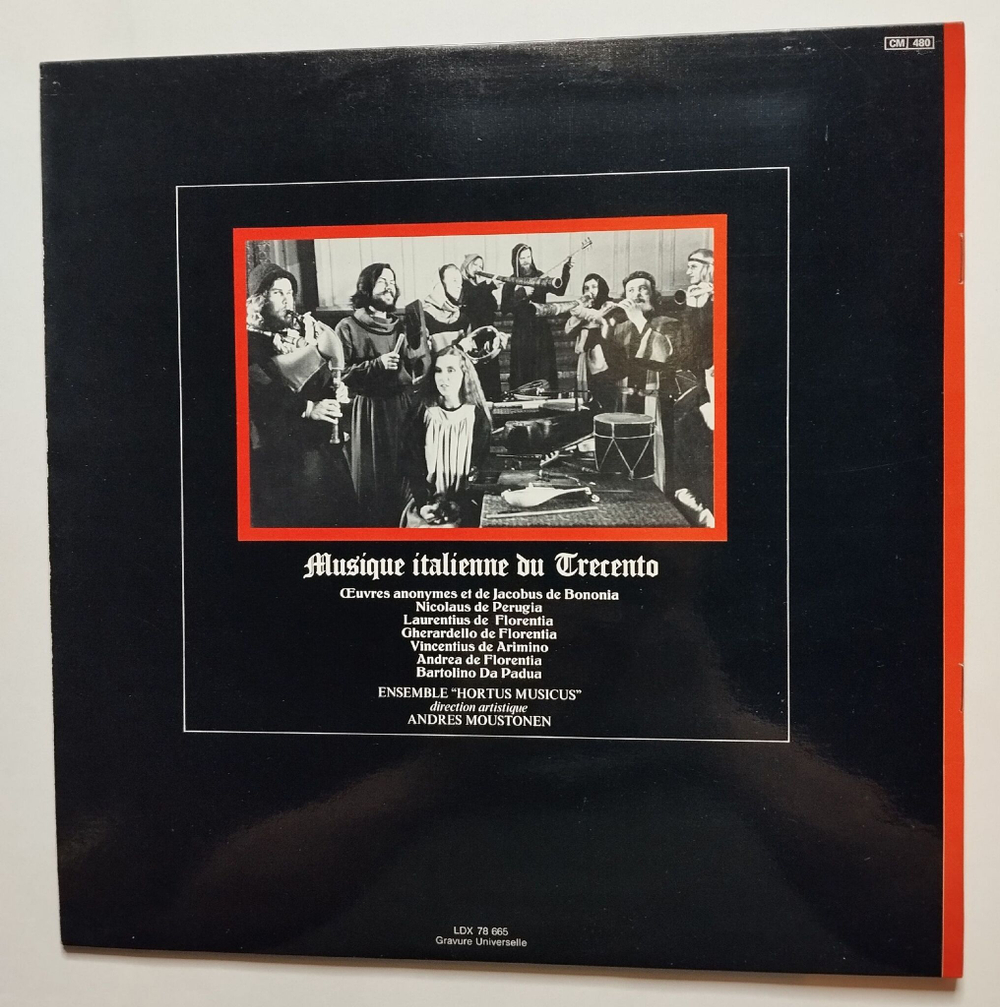 CM 480
Musique italienne du Trecento
Œuvres anonymes et de Jacobus de Bononia
Nicolaus de Perugia
Laurentius de Florentia
Gherardello de Florentia
Vincentius de Arimino
Andrea de Florentia
Bartolino Da Padua
ENSEMBLE “HORTUS MUSICUS”
direction artistique
ANDRES MOUSTONEN
LDX 78 665
Gravure Universelle